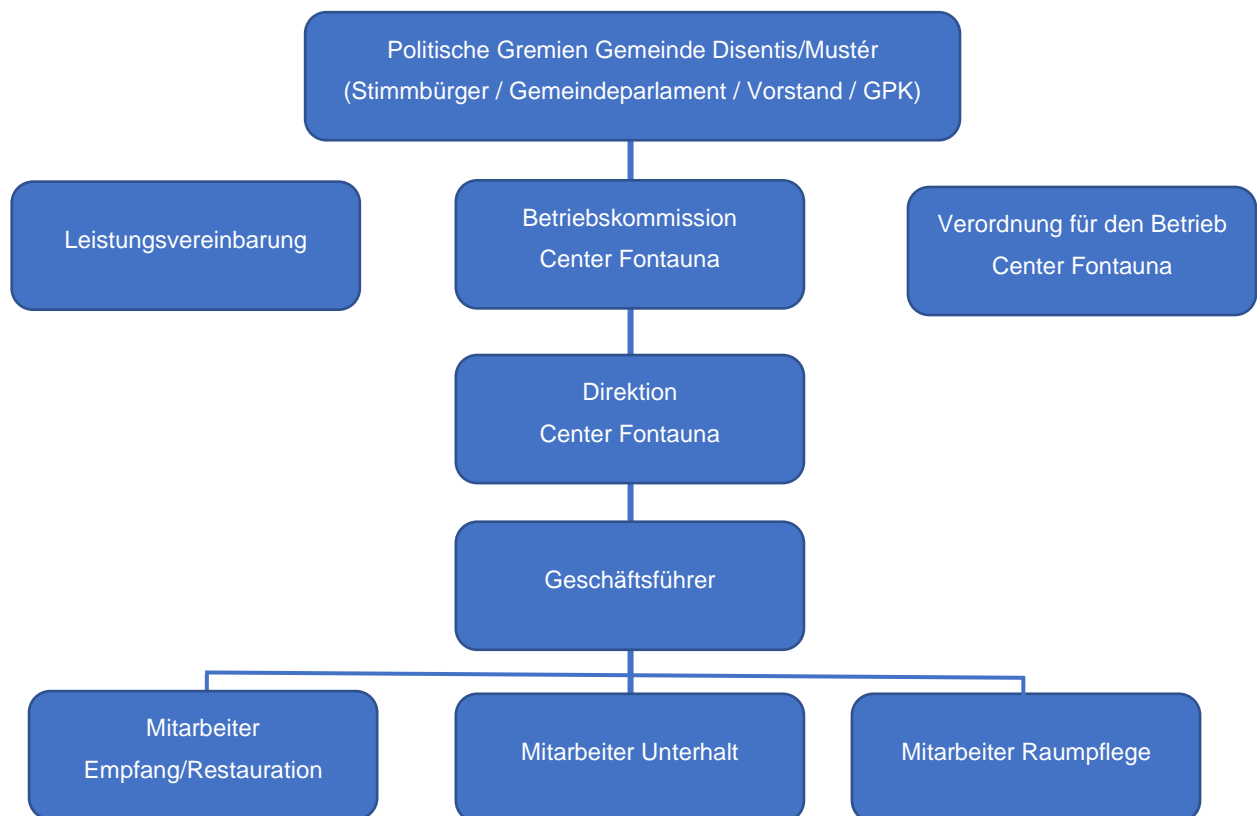 Politische Gremien Gemeinde Disentis/Mustér
(Stimmbürger / Gemeindeparlament / Vorstand / GPK)
Leistungsvereinbarung
Betriebskommission
Center Fontauna
Verordnung für den Betrieb
Center Fontauna
Direktion
Center Fontauna
Geschäftsführer
Mitarbeiter
Empfang/Restauration
Mitarbeiter Unterhalt
Mitarbeiter Raumpflege